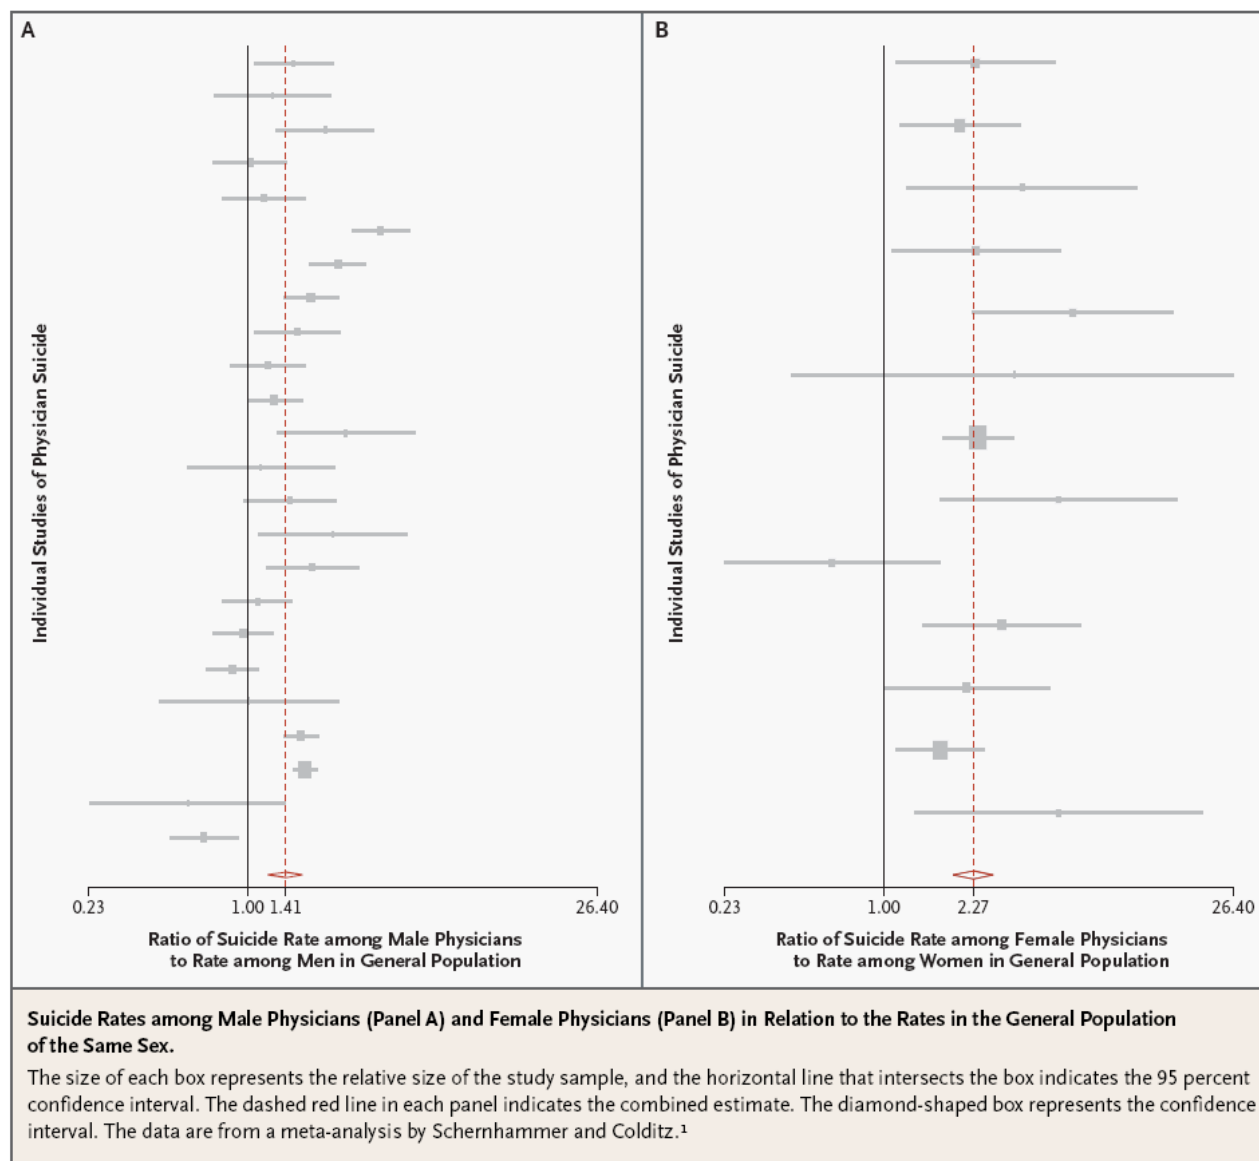 A
B
Individual Studies of Physician Suicide
Individual Studies of Physician Suicide
0.23 1.00 1.41 26.40
0.23 1.00 2.27 26.40
Ratio of Suicide Rate among Male Physicians
to Rate among Men in General Population
Ratio of Suicide Rate among Female Physicians
to Rate among Women in General Population
Suicide Rates among Male Physicians (Panel A) and Female Physicians (Panel B) in Relation to the Rates in the General Population
of the Same Sex.
The size of each box represents the relative size of the study sample, and the horizontal line that intersects the box indicates the 95 percent
confidence interval. The dashed red line in each panel indicates the combined estimate. The diamond-shaped box represents the confidence
interval. The data are from a meta-analysis by Schernhammer and Colditz.¹